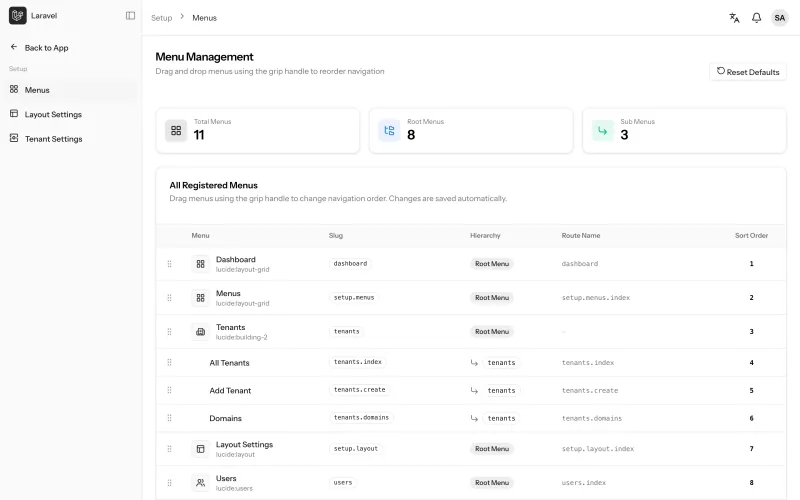 Laravel
Setup > Menus
SA
Back to App
Setup
Menus
Layout Settings
Tenant Settings
Menu Management
Drag and drop menus using the grip handle to reorder navigation
Reset Defaults
Total Menus
11
Root Menus
8
Sub Menus
3
All Registered Menus
Drag menus using the grip handle to change navigation order. Changes are saved automatically.
Menu Slug Hierarchy Route Name Sort Order
Dashboard
lucide:layout-grid
dashboard Root Menu dashboard 1
Menus
lucide:layout-grid
setup.menus Root Menu setup.menus.index 2
Tenants
lucide:building-2
tenants Root Menu - 3
All Tenants tenants.index tenants tenants.index 4
Add Tenant tenants.create tenants tenants.create 5
Domains tenants.domains tenants tenants.domains 6
Layout Settings
lucide:layout
setup.layout Root Menu setup.layout.index 7
Users
lucide:users
users Root Menu users.index 8